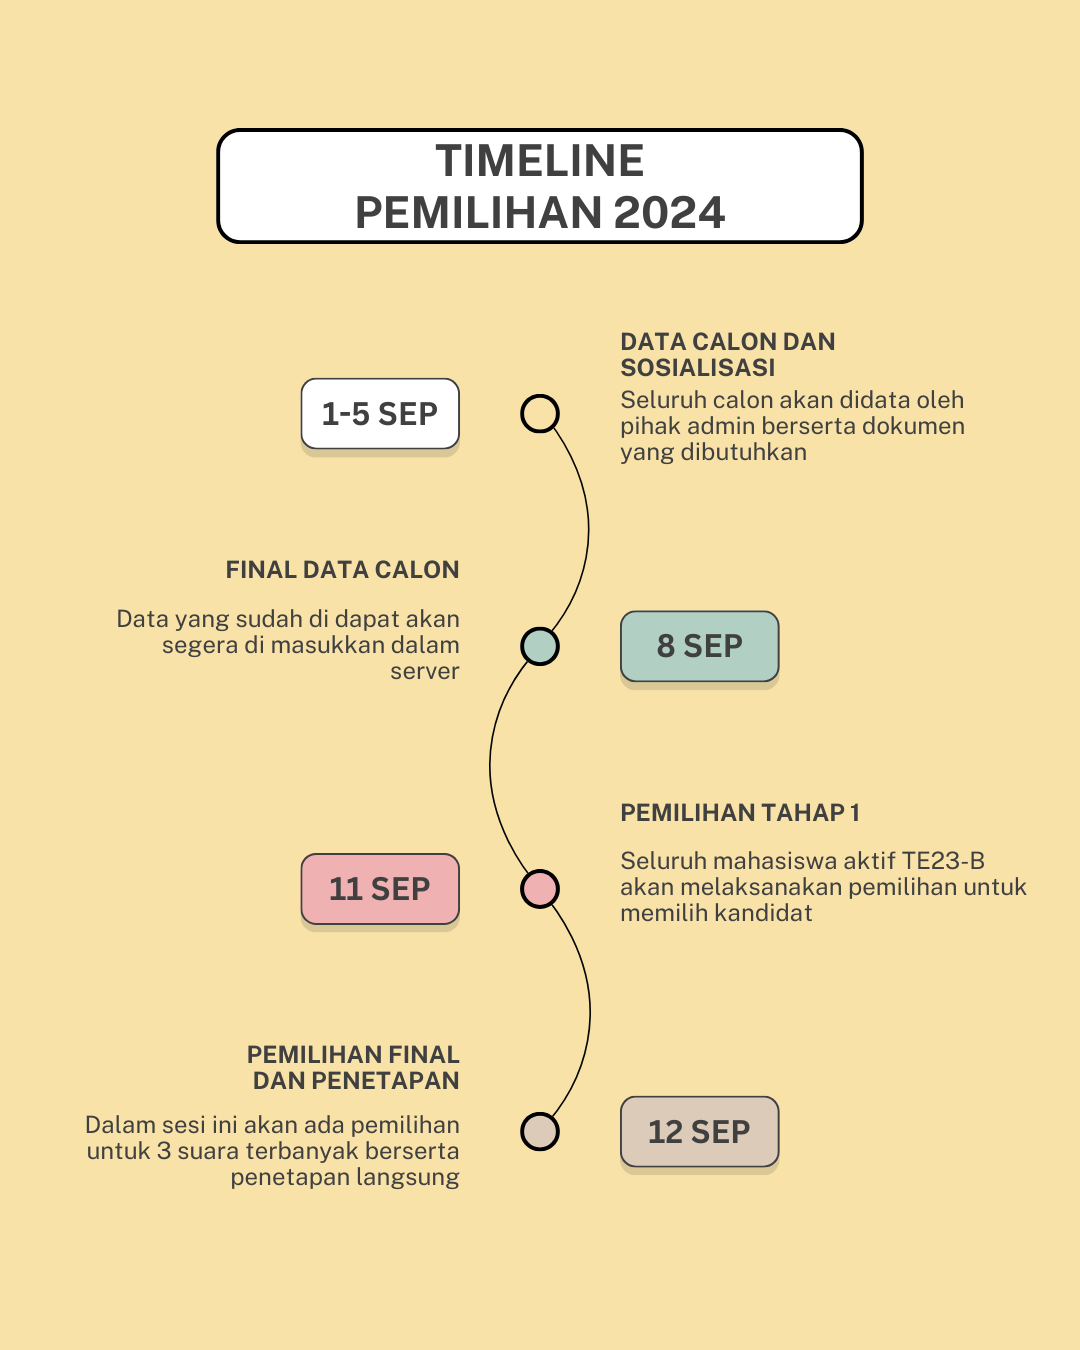 TIMELINE
PEMILIHAN 2024
1-5 SEP
DATA CALON DAN
SOSIALISASI
Seluruh calon akan didata oleh
pihak admin berserta dokumen
yang dibutuhkan
FINAL DATA CALON
Data yang sudah di dapat akan
segera di masukkan dalam
server
8 SEP
11 SEP
PEMILIHAN TAHAP 1
Seluruh mahasiswa aktif TE23-B
akan melaksanakan pemilihan untuk
memilih kandidat
PEMILIHAN FINAL
DAN PENETAPAN
Dalam sesi ini akan ada pemilihan
untuk 3 suara terbanyak berserta
penetapan langsung
12 SEP